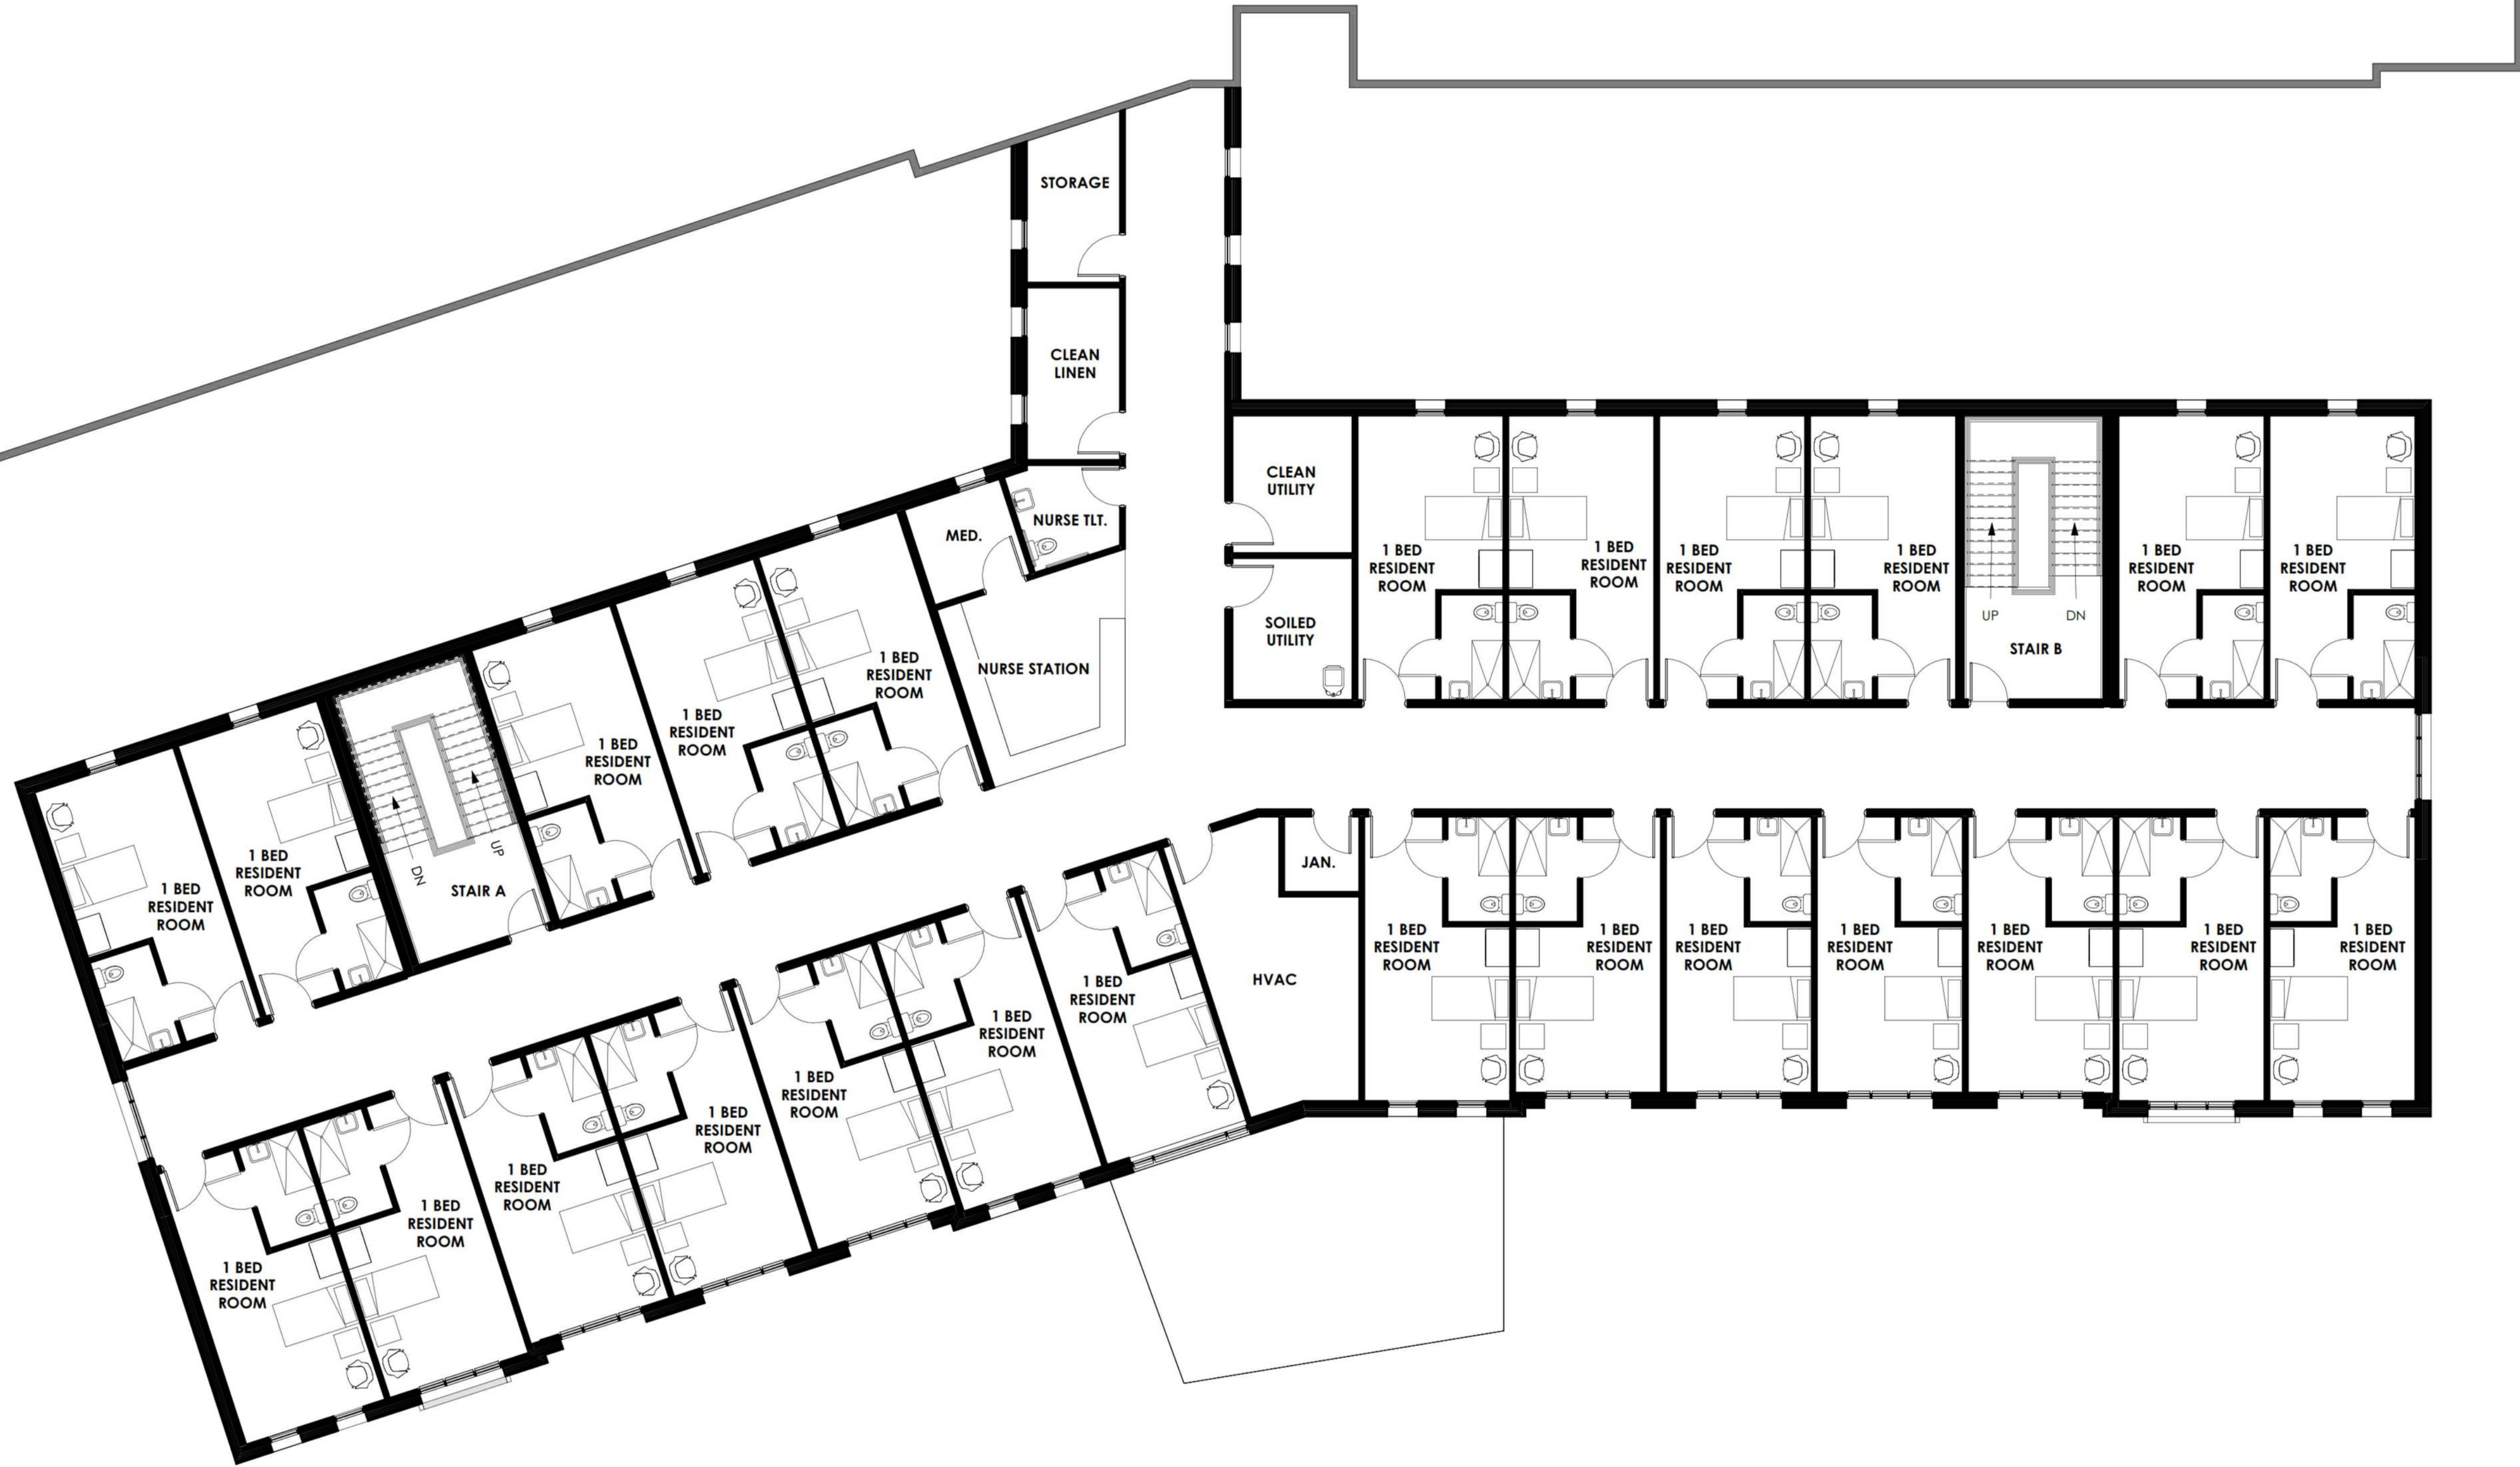 STORAGE
CLEAN
LINEN
NURSE TLT.
MED.
NURSE STATION
CLEAN
UTILITY
SOILED
UTILITY
1 BED
RESIDENT
ROOM
1 BED
RESIDENT
ROOM
1 BED
RESIDENT
ROOM
1 BED
RESIDENT
ROOM
UP
DN
STAIR B
1 BED
RESIDENT
ROOM
1 BED
RESIDENT
ROOM
1 BED
RESIDENT
ROOM
1 BED
RESIDENT
ROOM
DN
UP
STAIR A
1 BED
RESIDENT
ROOM
1 BED
RESIDENT
ROOM
1 BED
RESIDENT
ROOM
1 BED
RESIDENT
ROOM
1 BED
RESIDENT
ROOM
1 BED
RESIDENT
ROOM
1 BED
RESIDENT
ROOM
1 BED
RESIDENT
ROOM
1 BED
RESIDENT
ROOM
1 BED
RESIDENT
ROOM
HVAC
JAN.
1 BED
RESIDENT
ROOM
1 BED
RESIDENT
ROOM
1 BED
RESIDENT
ROOM
1 BED
RESIDENT
ROOM
1 BED
RESIDENT
ROOM
1 BED
RESIDENT
ROOM
1 BED
RESIDENT
ROOM